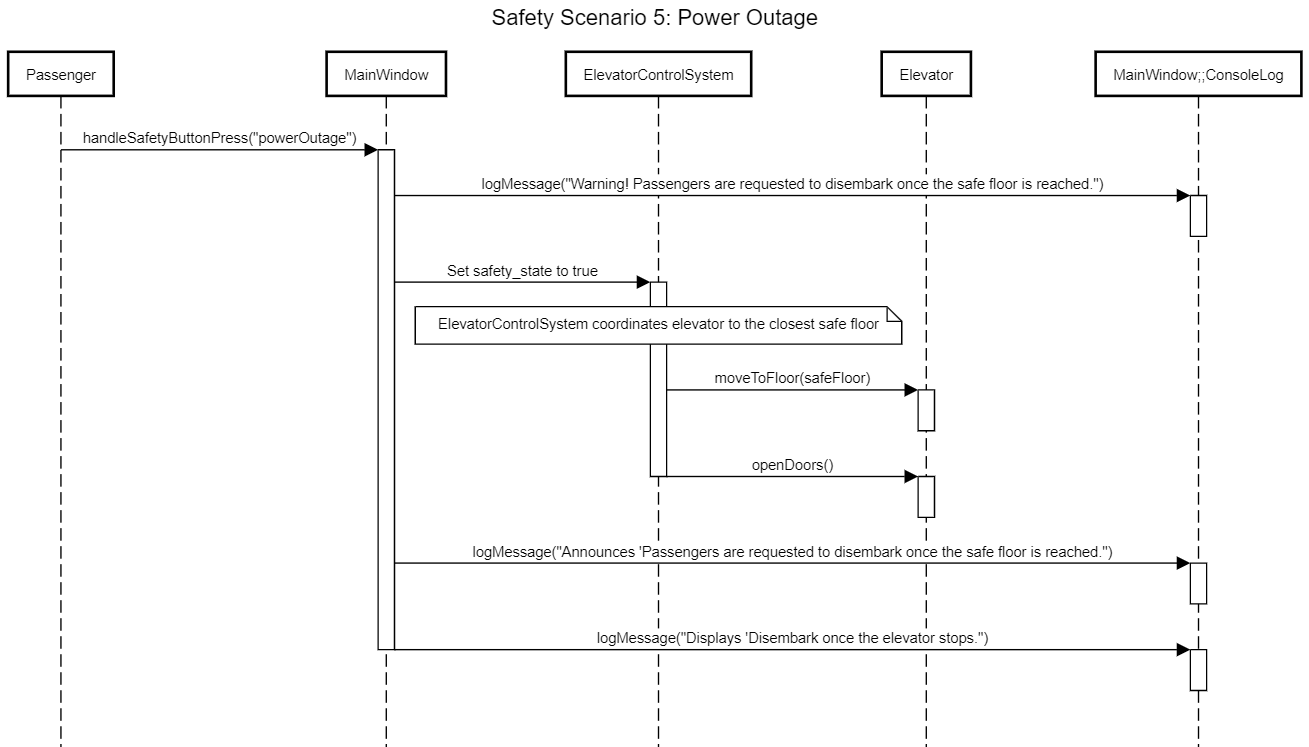 Safety Scenario 5: Power Outage
Passenger
MainWindow
ElevatorControlSystem
Elevator
MainWindow;;ConsoleLog
handleSafetyButtonPress("powerOutage")
logMessage("Warning! Passengers are requested to disembark once the safe floor is reached.")
Set safety_state to true
ElevatorControlSystem coordinates elevator to the closest safe floor
moveToFloor(safeFloor)
openDoors()
logMessage("Announces 'Passengers are requested to disembark once the safe floor is reached.")
logMessage("Displays 'Disembark once the elevator stops.")